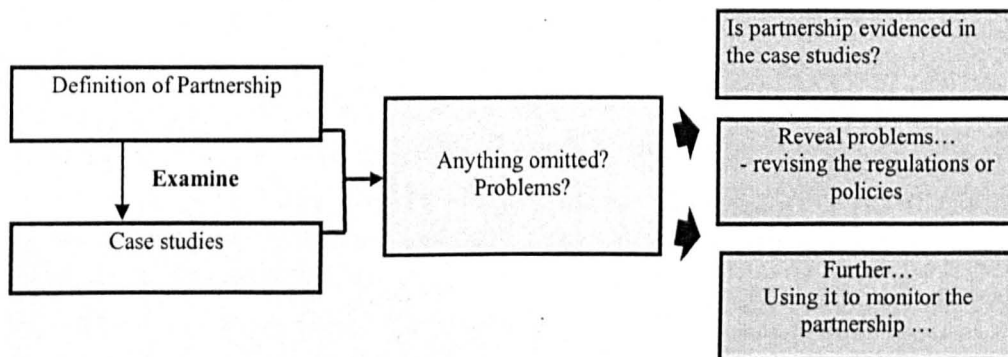 Definition of Partnership
Examine
Case studies
Anything omitted?
Problems?
Is partnership evidenced in
the case studies?
Reveal problems…
- revising the regulations or
policies
Further…
Using it to monitor the
partnership …